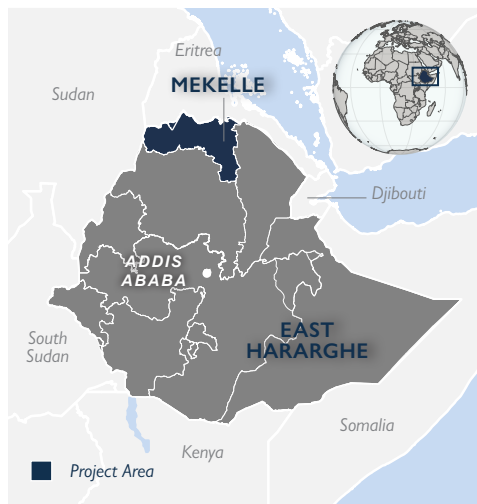 Eritrea
MEKELLE
Sudan
Djibouti
ADDIS
ABABA
EAST
HARARGHE
South
Sudan
Somalia
Kenya
Project Area